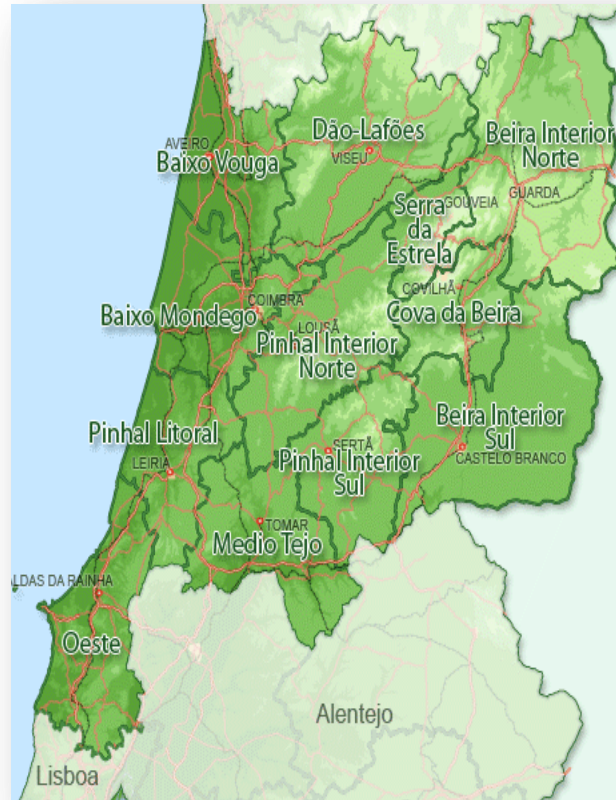 Dão-Lafões
VISEU
Beira Interior
Norte
AVEIRO
Baixo Vouga
GUARDA
GOUVEIA
Serra
da
Estrela
COVILHÃ
Cova da Beira
COIMBRA
Baixo Mondego
LOUSÃ
Pinhal Interior
Norte
Beira Interior
Sul
CASTELO BRANCO
Pinhal Litoral
LEIRIA
SERTÃ
Pinhal Interior
Sul
TOMAR
Medio Tejo
ALDAS DA RAINHA
Oeste
Alentejo
Lisboa